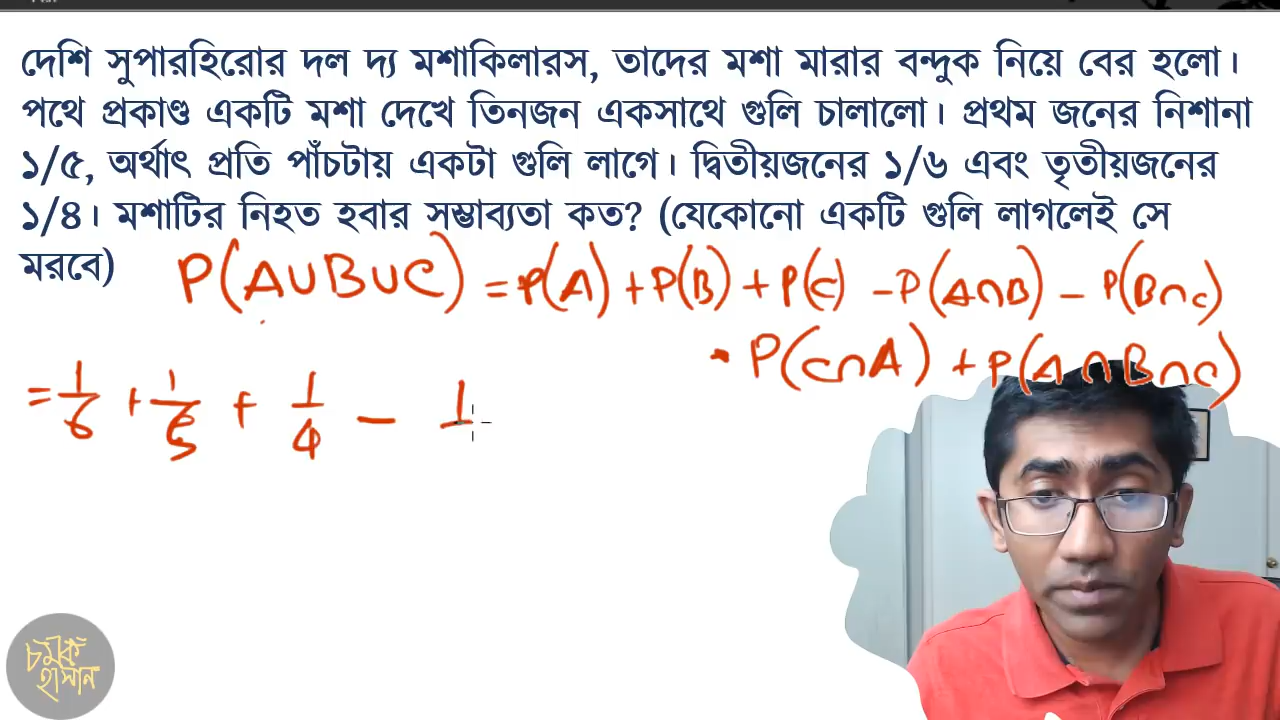 দেশি সুপারহিরোর দল দ্য মশাকিলারস, তাদের মশা মারার বন্দুক নিয়ে বের হলো।
পথে প্রকাণ্ড একটি মশা দেখে তিনজন একসাথে গুলি চালালো। প্রথম জনের নিশানা
১/৫, অর্থাৎ প্রতি পাঁচটায় একটা গুলি লাগে। দ্বিতীয়জনের ১/৬ এবং তৃতীয়জনের
১/৪। মশাটির নিহত হবার সম্ভাব্যতা কত? (যেকোনো একটি গুলি লাগলেই সে
মরবে)
P(A∪B∪C) = P(A) + P(B) + P(C) - P(A∩B) - P(B∩C)
- P(C∩A) + P(A∩B∩C)
= 1/6 + 1/5 + 1/4 - 1
চমক
হাসান